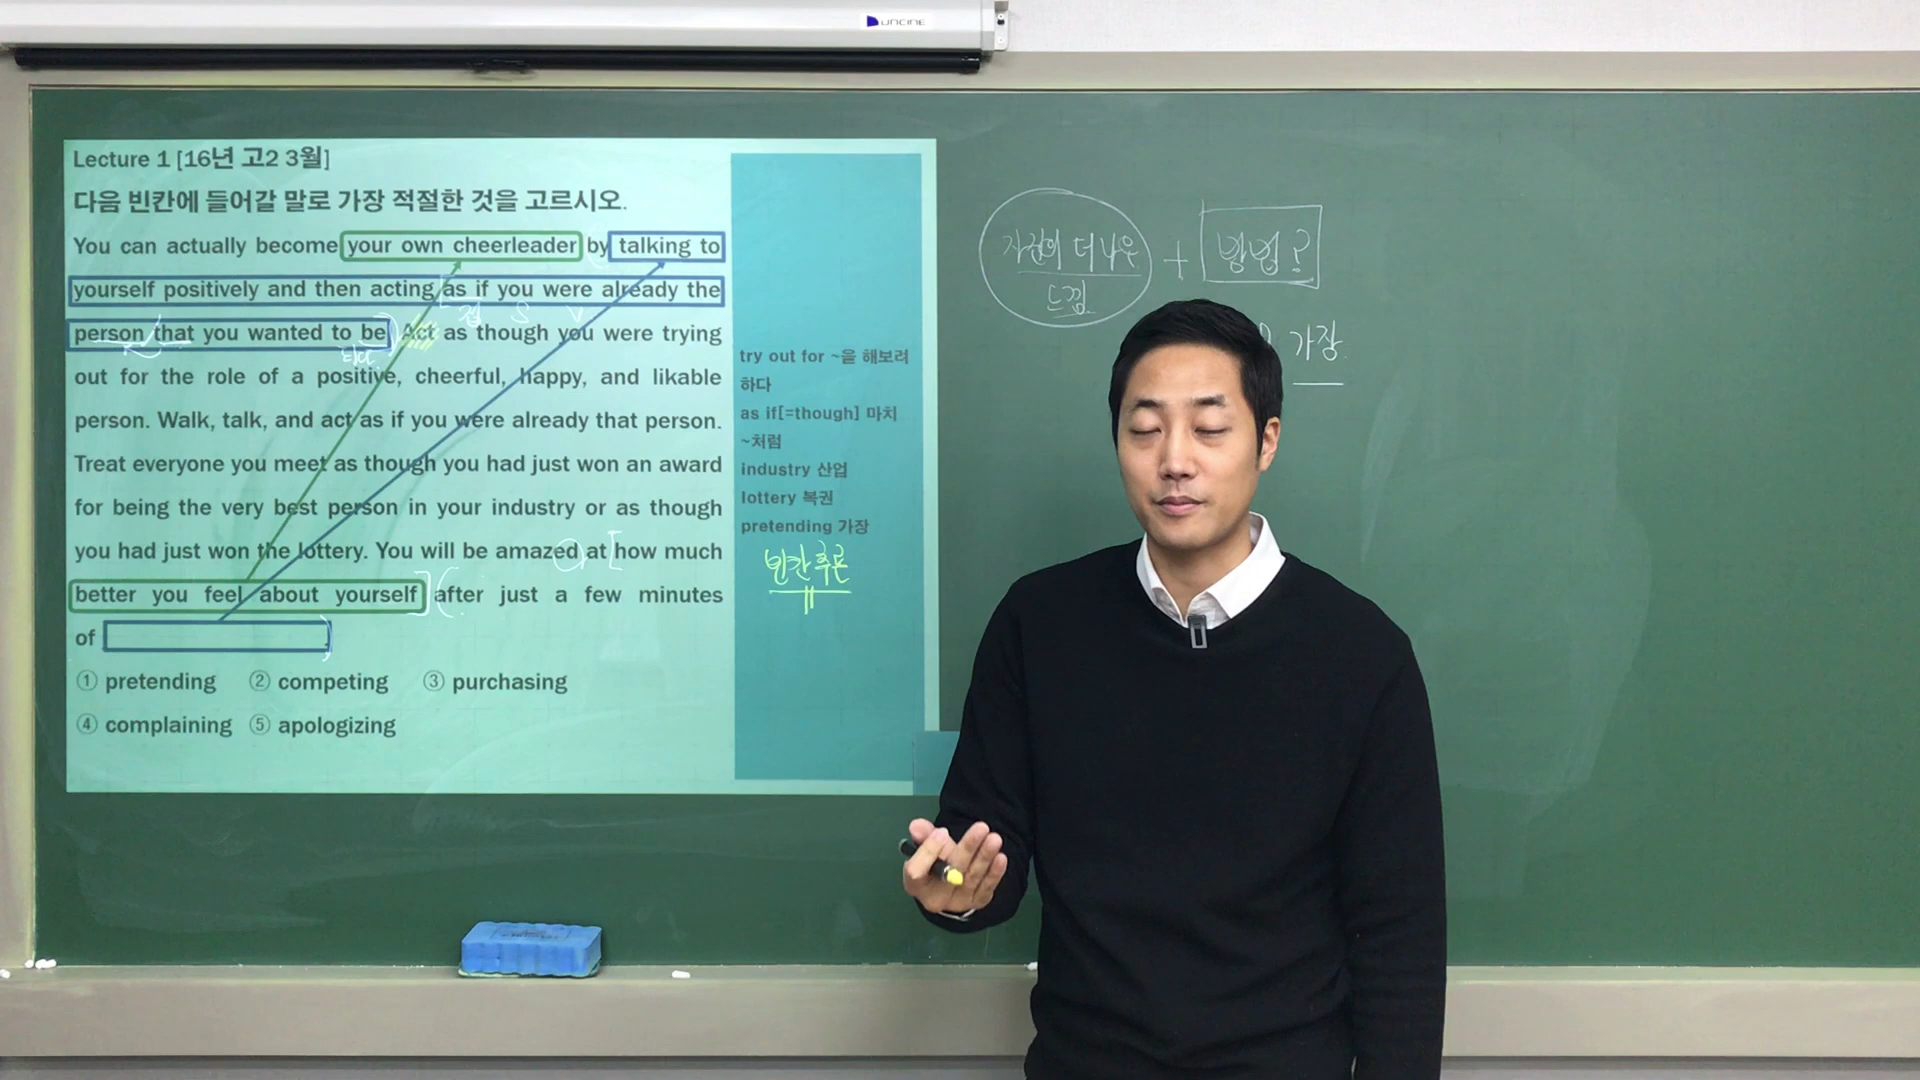 UNCINE
Lecture 1 [16년 고2 3월]
다음 빈칸에 들어갈 말로 가장 적절한 것을 고르시오.
You can actually become your own cheerleader by talking to
yourself positively and then acting as if you were already the
person that you wanted to be. Act as though you were trying
out for the role of a positive, cheerful, happy, and likable
person. Walk, talk, and act as if you were already that person.
Treat everyone you meet as though you had just won an award
for being the very best person in your industry or as though
you had just won the lottery. You will be amazed at how much
better you feel about yourself after just a few minutes
of
① pretending ② competing ③ purchasing
④ complaining ⑤ apologizing
접 S V
되다
try out for ~을 해보려
하다
as if[=though] 마치
~처럼
industry 산업
lottery 복권
pretending 가장
빈칸 추론
자신이 더 나은
느낌
+ 방법?
가장